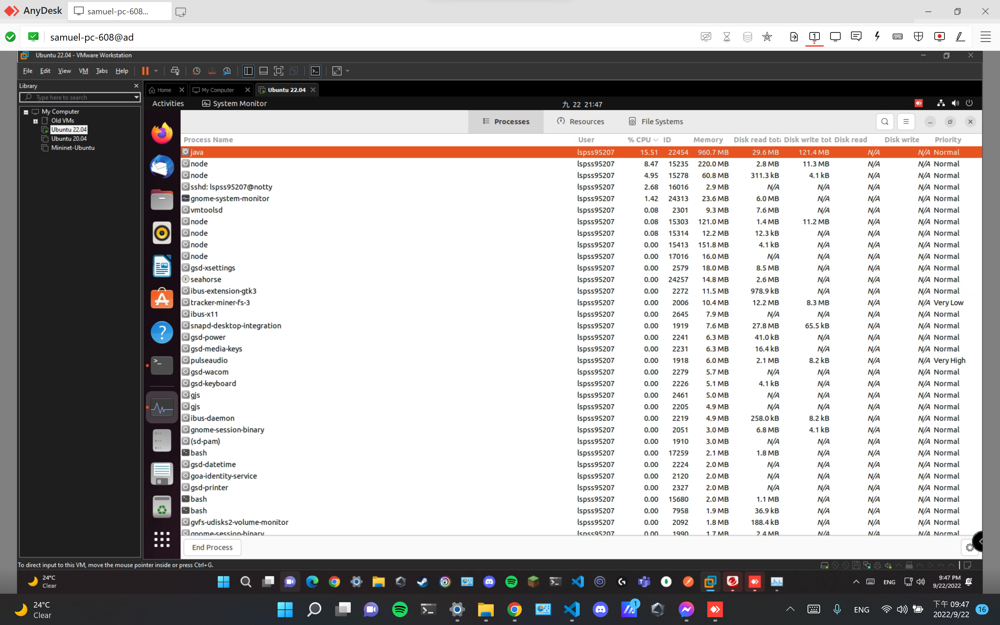 AnyDesk samuel-pc-608...
samuel-pc-608@ad
1
Ubuntu 22.04 - VMware Workstation
File Edit View VM Tabs Help
Library
Home My Computer Ubuntu 22.04
Type here to search
Activities System Monitor 九 22 21:47
My Computer
Old VMs
Ubuntu 22.04
Ubuntu 20.04
Mininet-Ubuntu
Processes Resources File Systems
Process Name User % CPU ID Memory Disk read tota Disk write tot Disk read Disk write Priority
java lspss95207 15.51 22454 960.7 MB 29.6 MB 121.4 MB N/A N/A Normal
node lspss95207 8.47 15235 220.0 MB 2.8 MB 11.3 MB N/A N/A Normal
node lspss95207 4.95 15278 60.8 MB 311.3 kB 4.1 kB N/A N/A Normal
sshd: lspss95207@notty lspss95207 2.68 16016 2.9 MB N/A N/A N/A N/A Normal
gnome-system-monitor lspss95207 1.42 24313 23.6 MB 6.0 MB N/A N/A N/A Normal
vmtoolsd lspss95207 0.08 2301 9.3 MB 7.6 MB N/A N/A N/A Normal
node lspss95207 0.08 15303 121.0 MB 1.4 MB 11.2 MB N/A N/A Normal
node lspss95207 0.08 15314 12.2 MB 12.3 kB N/A N/A N/A Normal
node lspss95207 0.00 15413 151.8 MB 4.1 kB N/A N/A N/A Normal
node lspss95207 0.00 17016 16.0 MB N/A N/A N/A N/A Normal
gsd-xsettings lspss95207 0.00 2579 18.0 MB 8.5 MB N/A N/A N/A Normal
seahorse lspss95207 0.00 24257 14.8 MB 2.6 MB N/A N/A N/A Normal
ibus-extension-gtk3 lspss95207 0.00 2272 11.5 MB 978.9 kB N/A N/A N/A Normal
tracker-miner-fs-3 lspss95207 0.00 2006 10.4 MB 12.2 MB 8.3 MB N/A N/A Very Low
ibus-x11 lspss95207 0.00 2645 7.9 MB N/A N/A N/A N/A Normal
snapd-desktop-integration lspss95207 0.00 1919 7.6 MB 27.8 MB 65.5 kB N/A N/A Normal
gsd-power lspss95207 0.00 2241 6.3 MB 41.0 kB N/A N/A N/A Normal
gsd-media-keys lspss95207 0.00 2231 6.3 MB 16.4 kB N/A N/A N/A Normal
pulseaudio lspss95207 0.00 1918 6.0 MB 2.1 MB 8.2 kB N/A N/A Very High
gsd-wacom lspss95207 0.00 2279 5.7 MB N/A N/A N/A N/A Normal
gsd-keyboard lspss95207 0.00 2226 5.1 MB 4.1 kB N/A N/A N/A Normal
gjs lspss95207 0.00 2461 5.0 MB N/A N/A N/A N/A Normal
gjs lspss95207 0.00 2205 4.9 MB N/A N/A N/A N/A Normal
ibus-daemon lspss95207 0.00 2219 4.9 MB 258.0 kB 8.2 kB N/A N/A Normal
gnome-session-binary lspss95207 0.00 2051 3.0 MB 6.8 MB 4.1 kB N/A N/A Normal
(sd-pam) lspss95207 0.00 1910 3.0 MB N/A N/A N/A N/A Normal
bash lspss95207 0.00 17259 2.1 MB 1.8 MB N/A N/A N/A Normal
gsd-datetime lspss95207 0.00 2224 2.0 MB N/A N/A N/A N/A Normal
goa-identity-service lspss95207 0.00 2120 2.0 MB N/A N/A N/A N/A Normal
gsd-printer lspss95207 0.00 2327 2.0 MB N/A N/A N/A N/A Normal
bash lspss95207 0.00 15680 2.0 MB 1.1 MB N/A N/A N/A Normal
bash lspss95207 0.00 7958 1.9 MB 36.9 kB N/A N/A N/A Normal
gvfs-udisks2-volume-monitor lspss95207 0.00 2092 1.8 MB 188.4 kB N/A N/A N/A Normal
gnome-session-binary lspss95207 0.00 1990 1.7 MB 2.4 MB N/A N/A N/A Normal
End Process
To direct input to this VM, move the mouse pointer inside or press Ctrl+G.
24°C
Clear
ENG
9:47 PM
9/22/2022
24°C
Clear
1
ENG
下午 09:47
2022/9/22
16